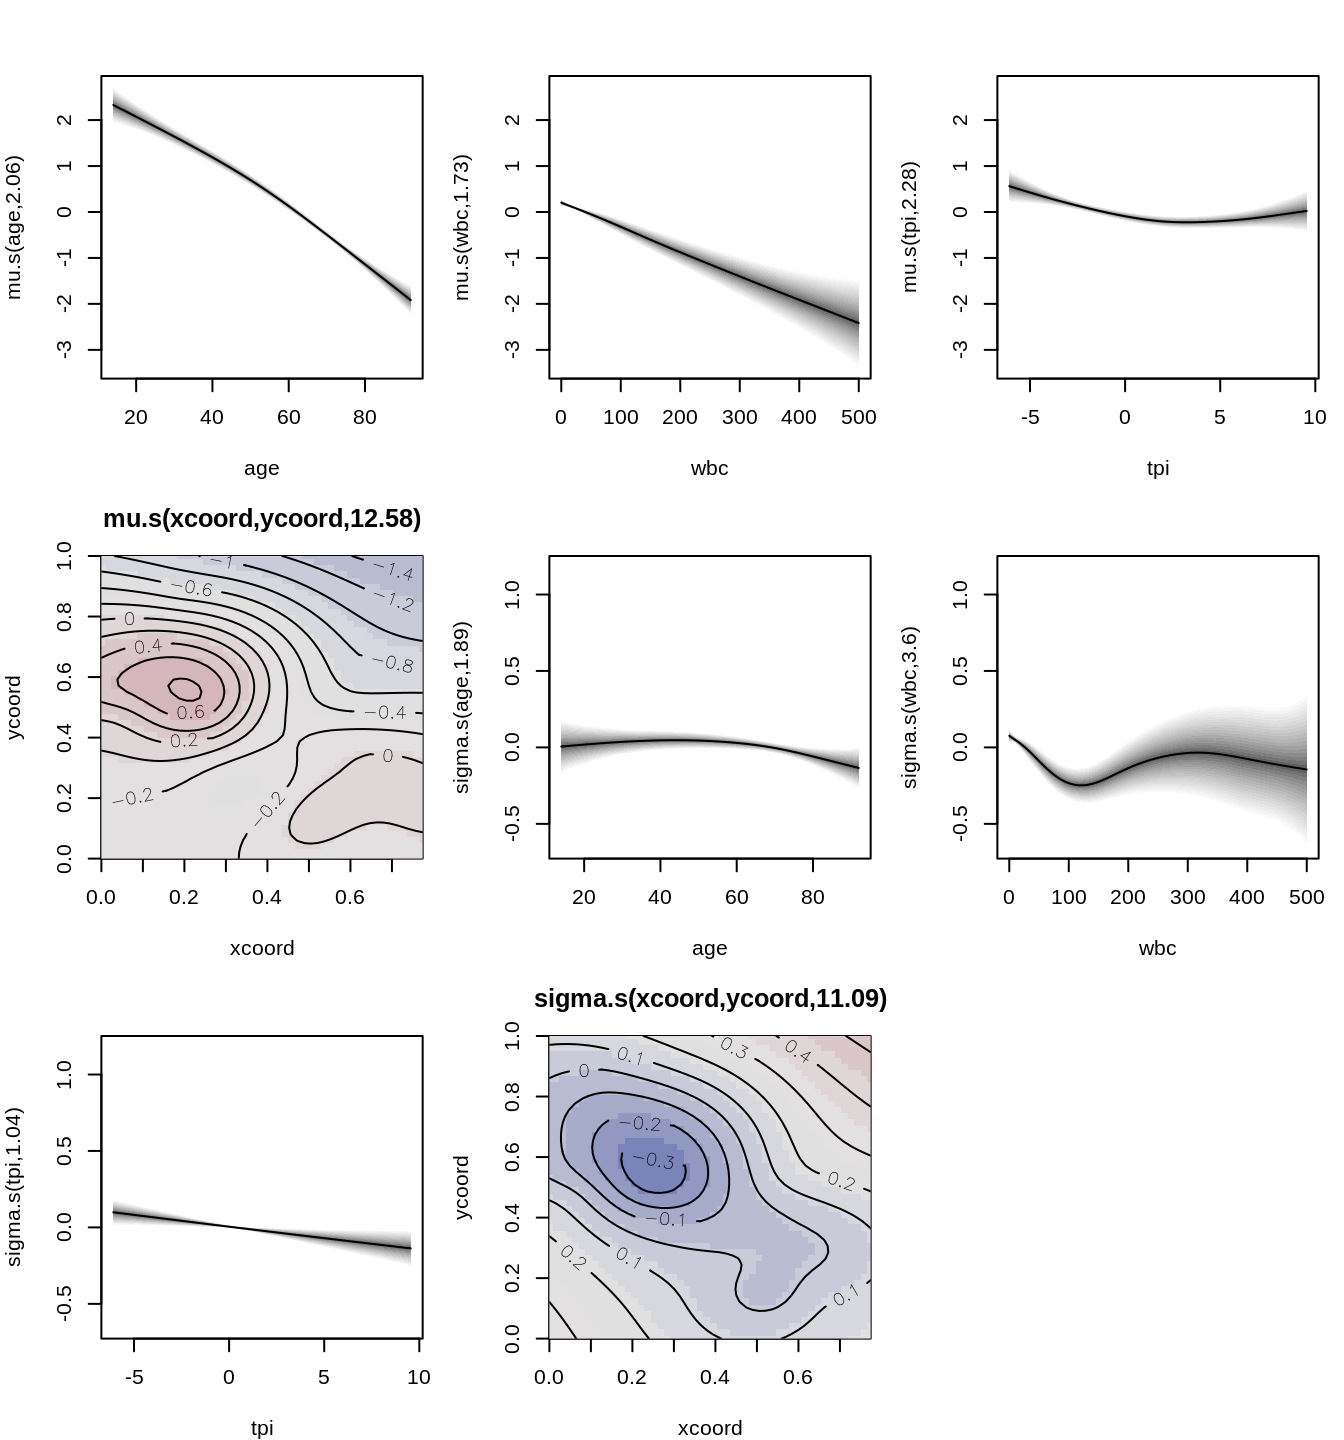 mu.s(age,2.06)
2
1
0
-1
-2
-3
20 40 60 80
age
mu.s(wbc,1.73)
2
1
0
-1
-2
-3
0 100 200 300 400 500
wbc
mu.s(tpi,2.28)
2
1
0
-1
-2
-3
-5 0 5 10
tpi
mu.s(xcoord,ycoord,12.58)
ycoord
1.0
0.8
0.6
0.4
0.2
0.0
−1
−1.4
−0.6
−1.2
0
0.4
−0.8
0.6
−0.4
0.2
0
−0.2
−0.2
0.0 0.2 0.4 0.6
xcoord
sigma.s(age,1.89)
1.0
0.5
0.0
-0.5
20 40 60 80
age
sigma.s(wbc,3.6)
1.0
0.5
0.0
-0.5
0 100 200 300 400 500
wbc
sigma.s(tpi,1.04)
1.0
0.5
0.0
-0.5
-5 0 5 10
tpi
sigma.s(xcoord,ycoord,11.09)
ycoord
1.0
0.8
0.6
0.4
0.2
0.0
0.1
0.3
0.4
0
−0.2
−0.3
0.2
−0.1
0.2
0.1
0.1
0.0 0.2 0.4 0.6
xcoord